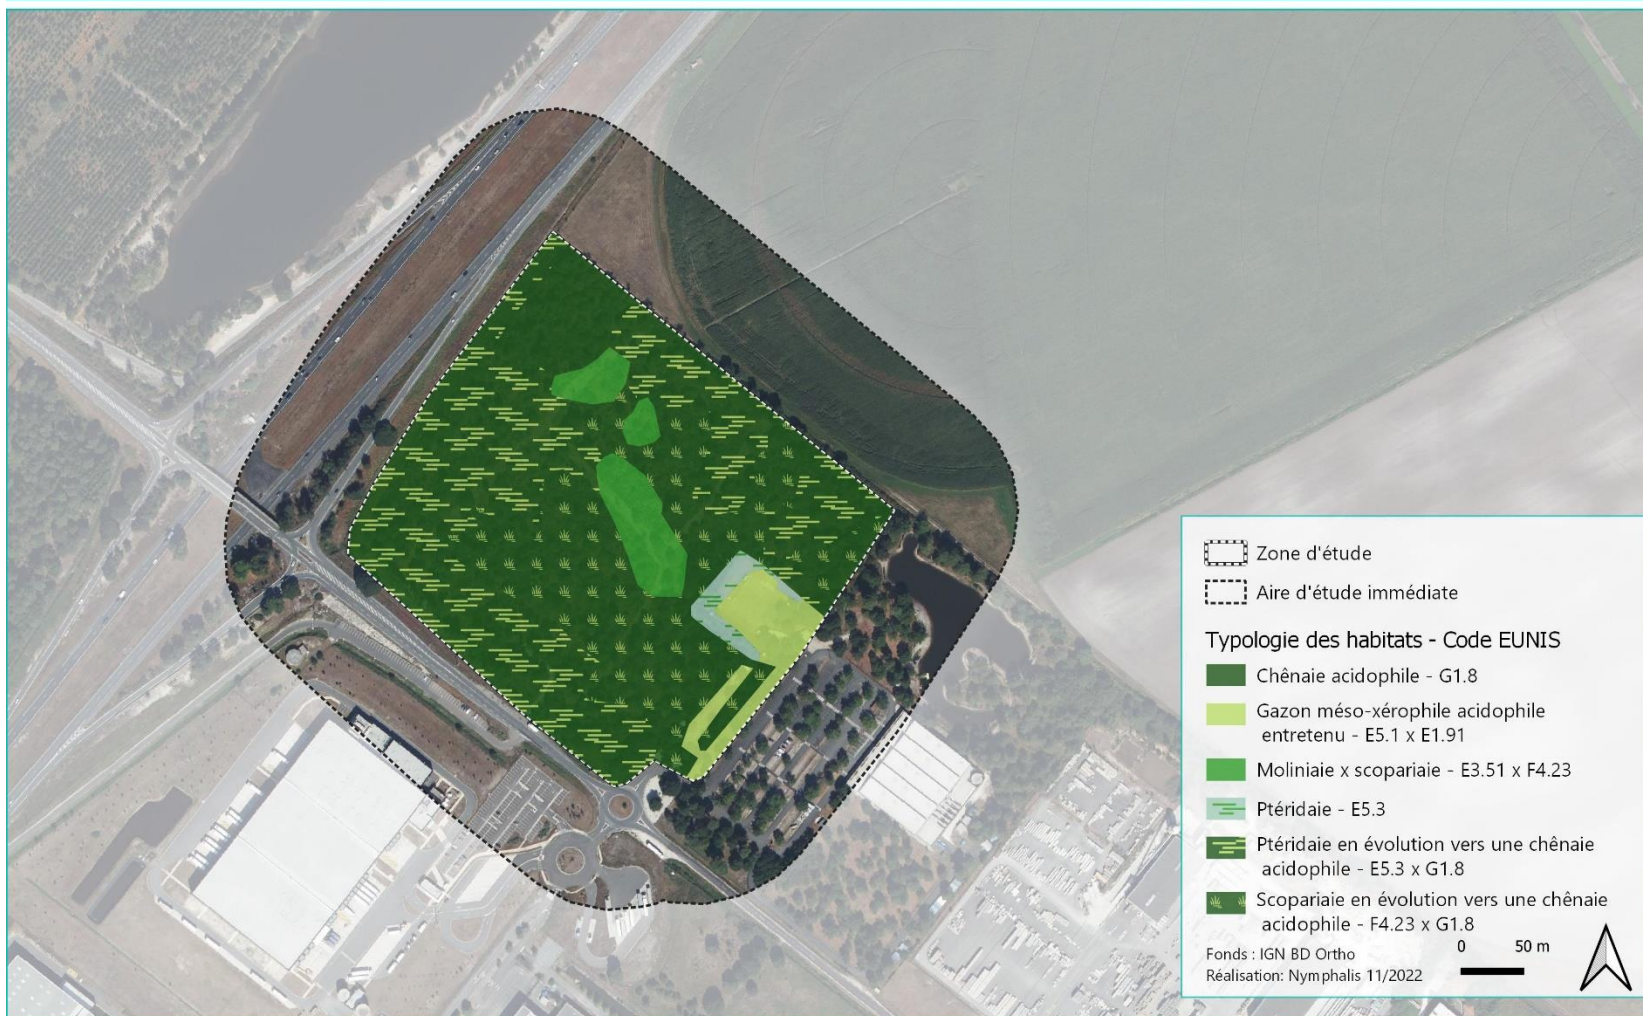 Zone d'étude
Aire d'étude immédiate
Typologie des habitats - Code EUNIS
Chênaie acidophile - G1.8
Gazon méso-xérophile acidophile
entretenu - E5.1 x E1.91
Moliniaie x scopariaie - E3.51 x F4.23
Ptéridaie - E5.3
Ptéridaie en évolution vers une chênaie
acidophile - E5.3 x G1.8
Scopariaie en évolution vers une chênaie
acidophile - F4.23 x G1.8
0 50 m
Fonds : IGN BD Ortho
Réalisation: Nymphalis 11/2022